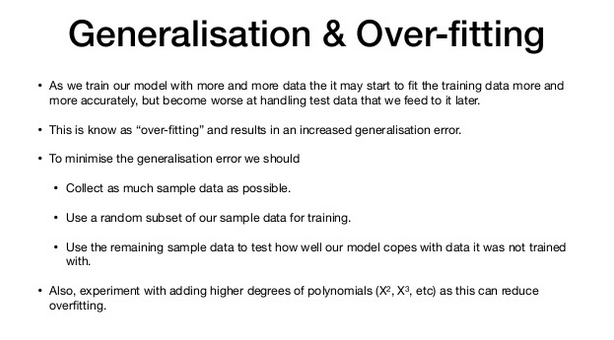 Generalisation & Over-fitting
• As we train our model with more and more data the it may start to fit the training data more and
more accurately, but become worse at handling test data that we feed to it later.
• This is know as “over-fitting” and results in an increased generalisation error.
• To minimise the generalisation error we should
• Collect as much sample data as possible.
• Use a random subset of our sample data for training.
• Use the remaining sample data to test how well our model copes with data it was not trained
with.
• Also, experiment with adding higher degrees of polynomials (X², X³, etc) as this can reduce
overfitting.